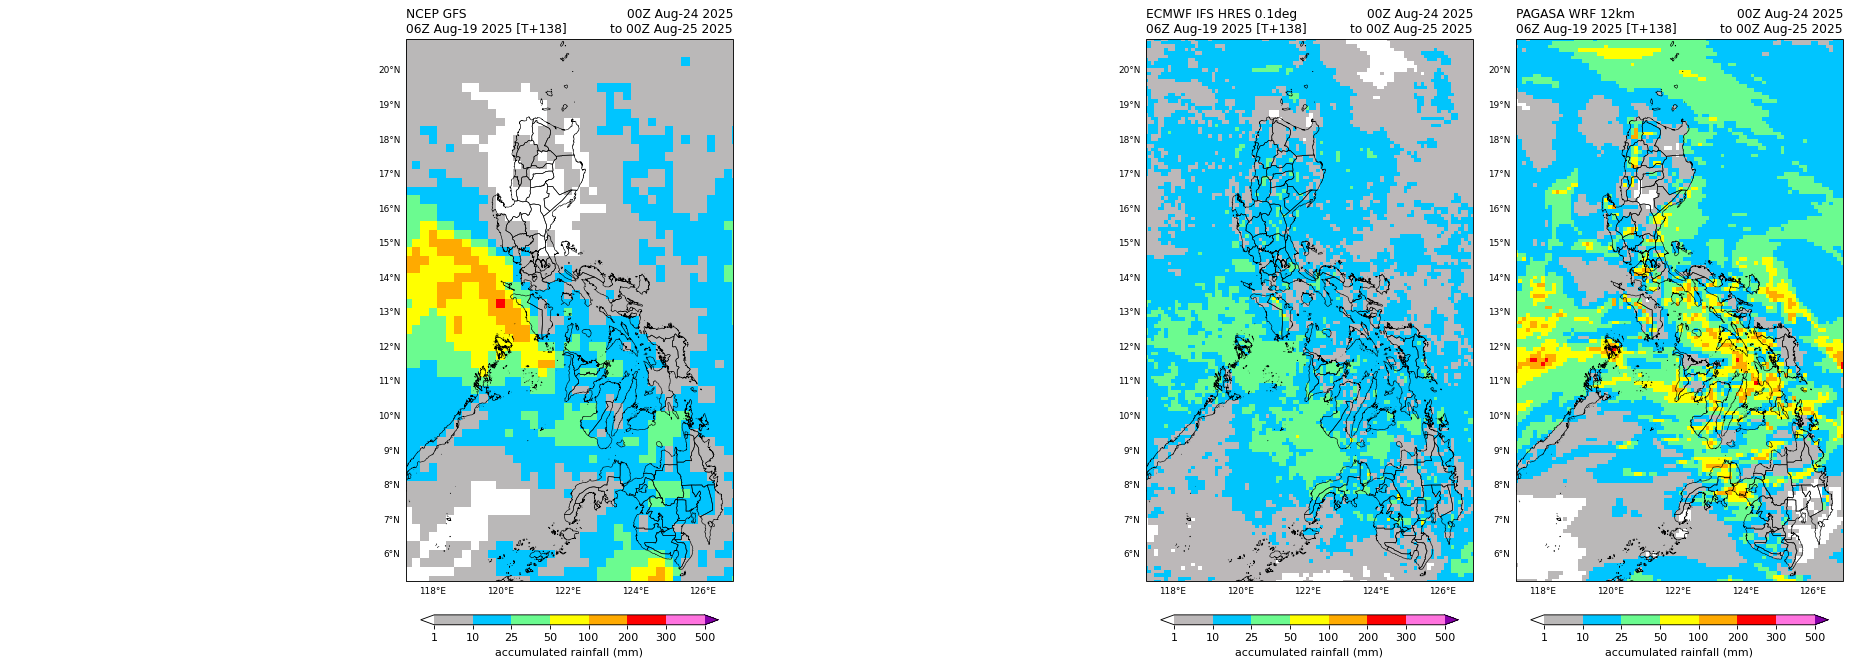 NCEP GFS 00Z Aug-24 2025
06Z Aug-19 2025 [T+138] to 00Z Aug-25 2025
20°N
19°N
18°N
17°N
16°N
15°N
14°N
13°N
12°N
11°N
10°N
9°N
8°N
7°N
6°N
118°E 120°E 122°E 124°E 126°E
1 10 25 50 100 200 300 500
accumulated rainfall (mm)
ECMWF IFS HRES 0.1deg 00Z Aug-24 2025
06Z Aug-19 2025 [T+138] to 00Z Aug-25 2025
20°N
19°N
18°N
17°N
16°N
15°N
14°N
13°N
12°N
11°N
10°N
9°N
8°N
7°N
6°N
118°E 120°E 122°E 124°E 126°E
1 10 25 50 100 200 300 500
accumulated rainfall (mm)
PAGASA WRF 12km 00Z Aug-24 2025
06Z Aug-19 2025 [T+138] to 00Z Aug-25 2025
20°N
19°N
18°N
17°N
16°N
15°N
14°N
13°N
12°N
11°N
10°N
9°N
8°N
7°N
6°N
118°E 120°E 122°E 124°E 126°E
1 10 25 50 100 200 300 500
accumulated rainfall (mm)